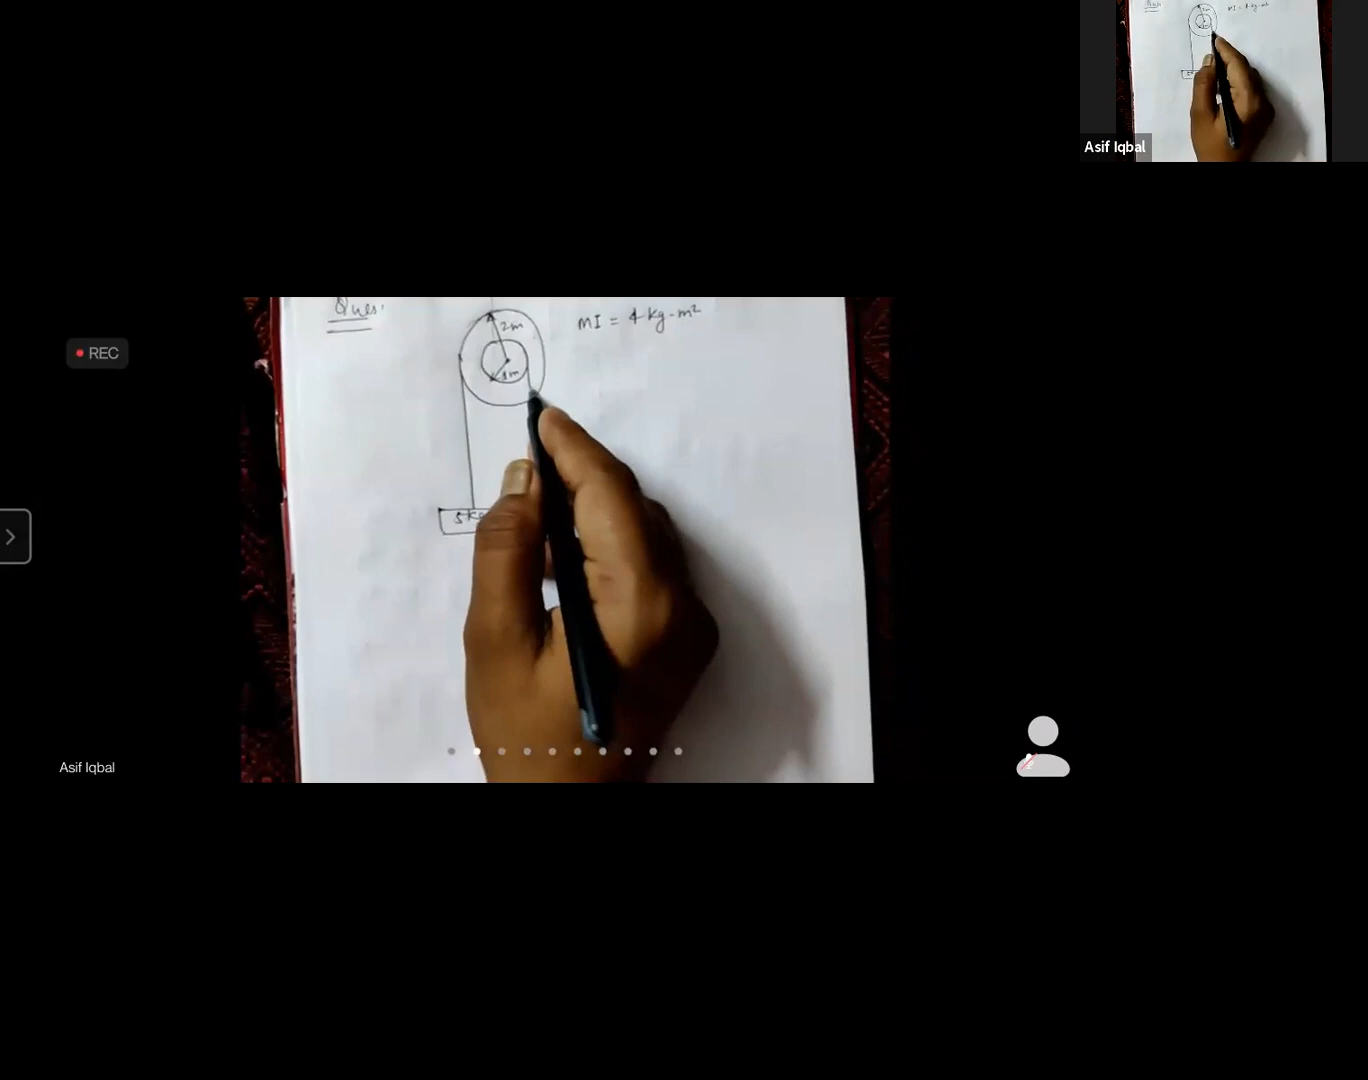 Ques.
MI = 4 kg-m²
2m
1m
Asif Iqbal
REC
Asif Iqbal